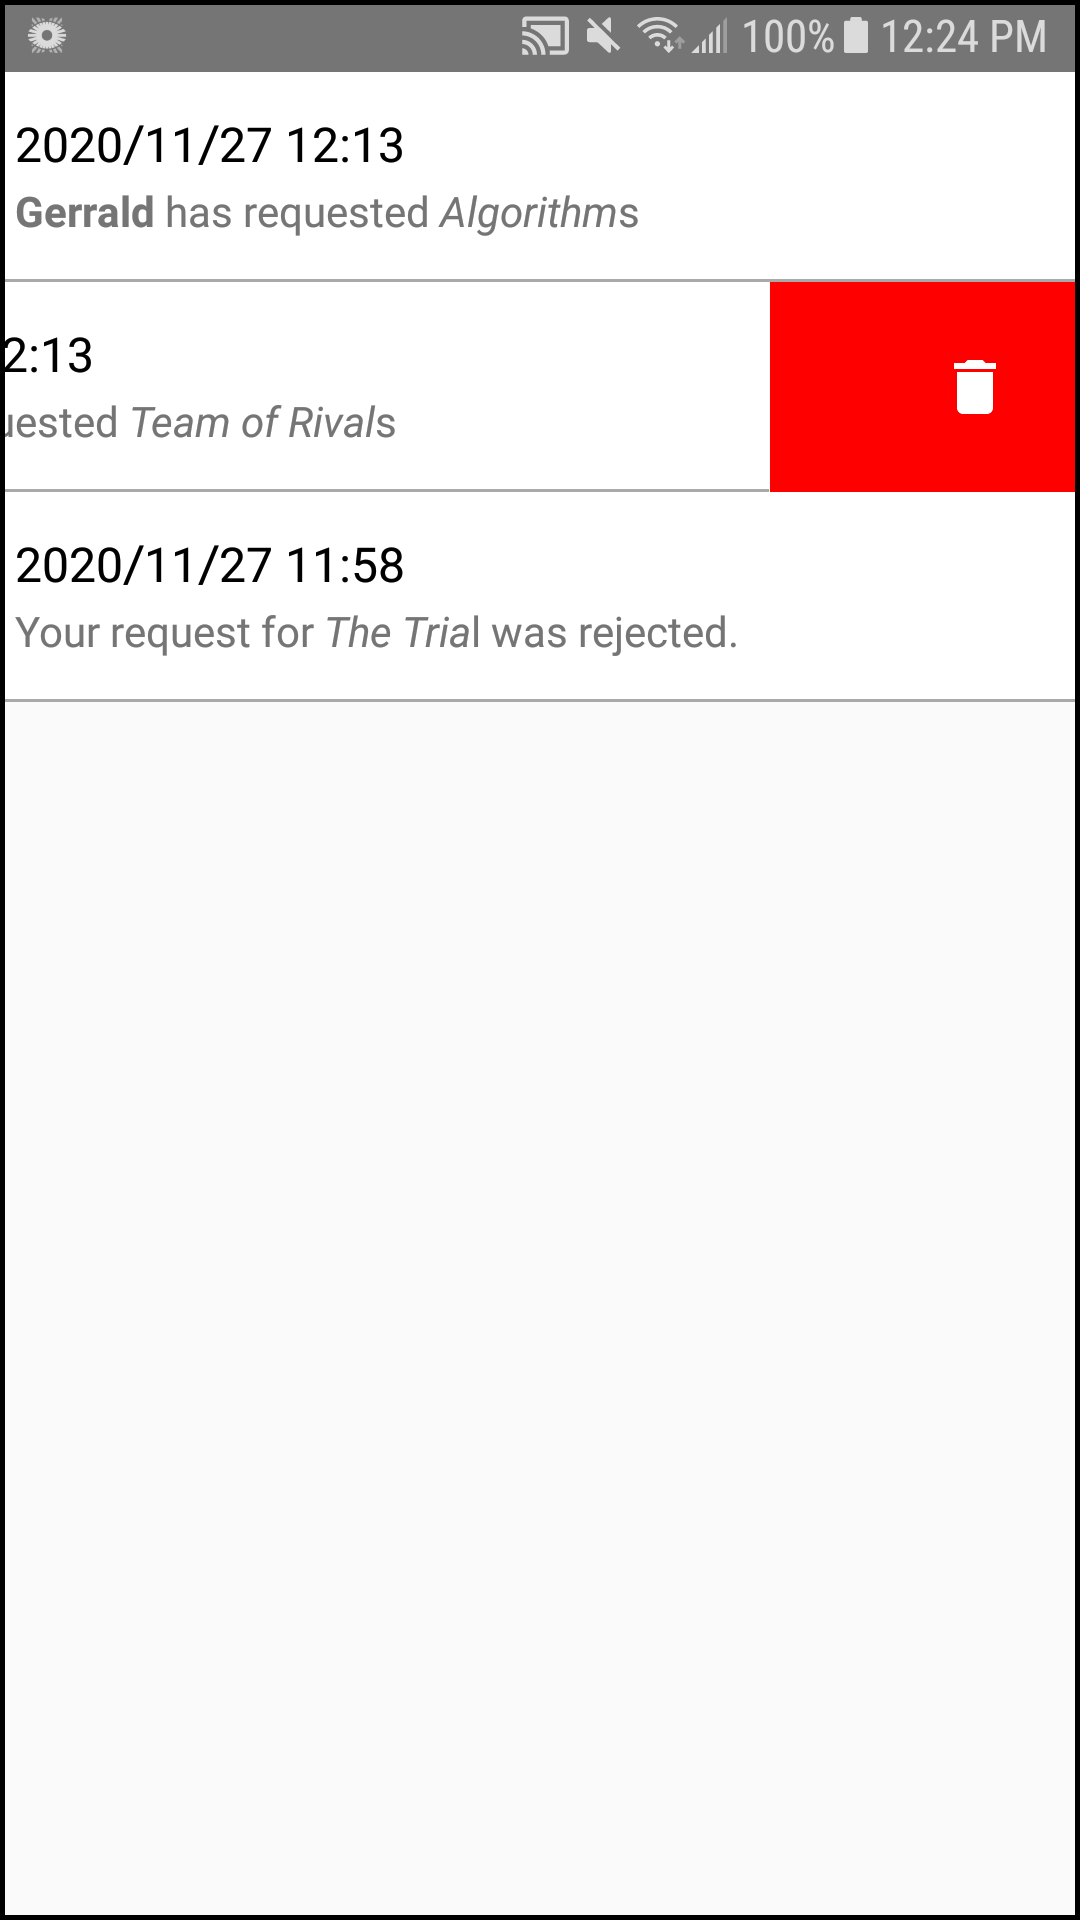 100% 12:24 PM
2020/11/27 12:13
Gerrald has requested Algorithms
2:13
uested Team of Rivals
2020/11/27 11:58
Your request for The Trial was rejected.